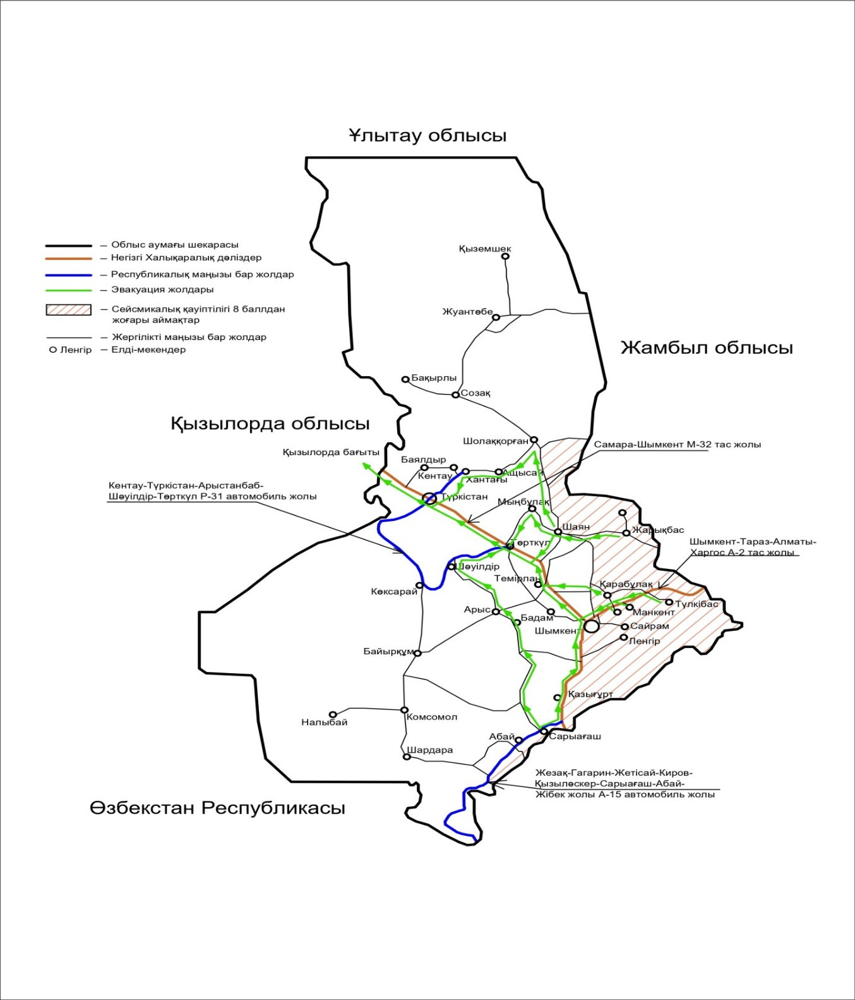 Ұлытау облысы
— Облыс аумағы шекарасы
— Негізгі Халықаралық дәліздер
— Республикалық маңызы бар жолдар
— Эвакуация жолдары
— Сейсмикалық қауіптілігі 8 баллдан
жоғары аймақтар
— Жергілікті маңызы бар жолдар
Ленгір — Елді-мекендер
Қыземшек
Жуантөбе
Жамбыл облысы
Бақырлы
Созақ
Қызылорда облысы
Шолаққорған
Самара-Шымкент М-32 тас жолы
Қызылорда бағыты
Баялдыр
Кентау
Хантағы
Ащысай
Кентау-Түркістан-Арыстанбаб-
Шәуілдір-Төрткүл Р-31 автомобиль жолы
Түркістан
Мыңбұлақ
Шаян
Жарықбас
Төрткүл
Шымкент-Тараз-Алматы-
Харгос А-2 тас жолы
Шәуілдір
Темірлан
Қарабұлақ
Көксарай
Түлкібас
Арыс
Бадам
Манкент
Шымкент
Сайрам
Ленгір
Байырқұм
Қазығұрт
Комсомол
Налыбай
Абай
Сарыағаш
Шардара
Жезақ-Гагарин-Жетісай-Киров-
Қызыләскер-Сарыағаш-Абай-
Жібек жолы А-15 автомобиль жолы
Өзбекстан Республикасы